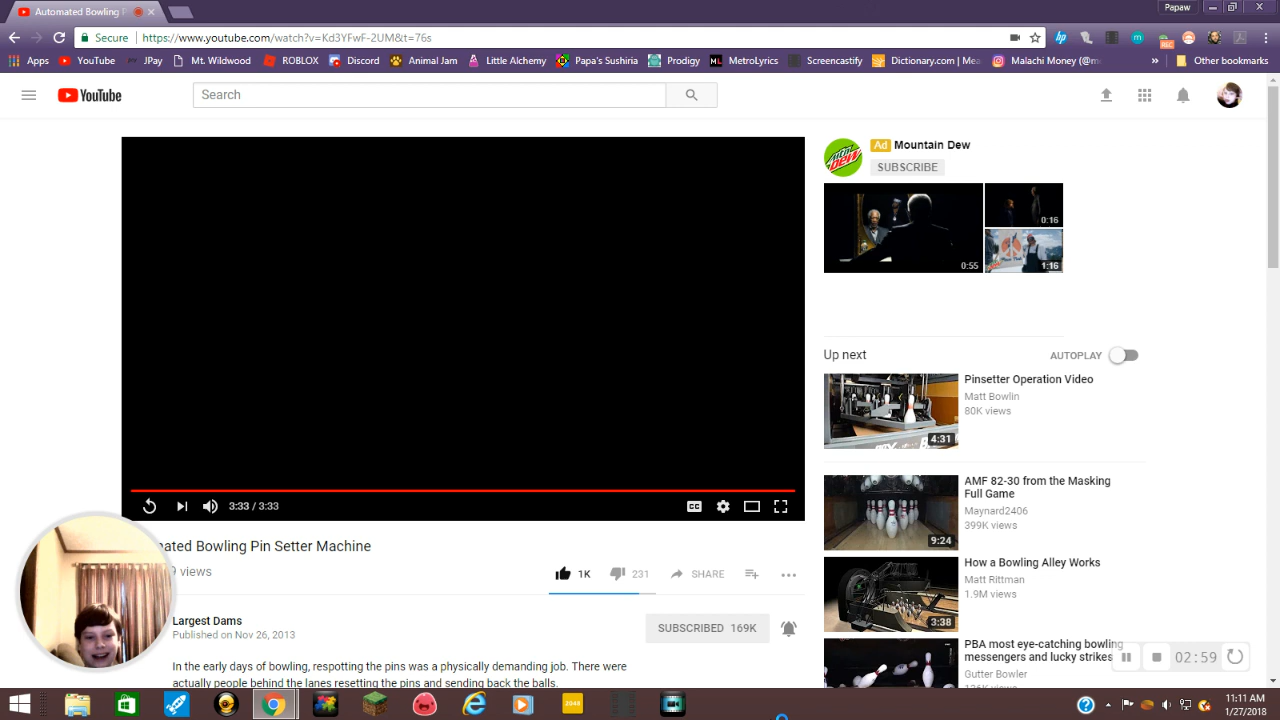 Automated Bowling P
Papaw
Secure https://www.youtube.com/watch?v=Kd3YFwF-2UM&t=76s
REC
Apps YouTube JPay Mt. Wildwood ROBLOX Discord Animal Jam Little Alchemy Papa's Sushiria Prodigy MetroLyrics Screencastify Dictionary.com | Mea Malachi Money (@cas » Other bookmarks
YouTube
Search
Ad Mountain Dew
SUBSCRIBE
0:16
0:55
1:16
Up next
AUTOPLAY
Pinsetter Operation Video
Matt Bowlin
80K views
4:31
AMF 82-30 from the Masking
Full Game
Maynard2406
399K views
9:24
How a Bowling Alley Works
Matt Rittman
1.9M views
3:38
PBA most eye-catching bowling
messengers and lucky strikes
Gutter Bowler
3:33 / 3:33
CC
ated Bowling Pin Setter Machine
9 views
1K 231 SHARE
Largest Dams
Published on Nov 26, 2013
SUBSCRIBED 169K
In the early days of bowling, respotting the pins was a physically demanding job. There were
actually people behind the lanes resetting the pins and sending back the balls.
02:59
2048
11:11 AM
1/27/2018